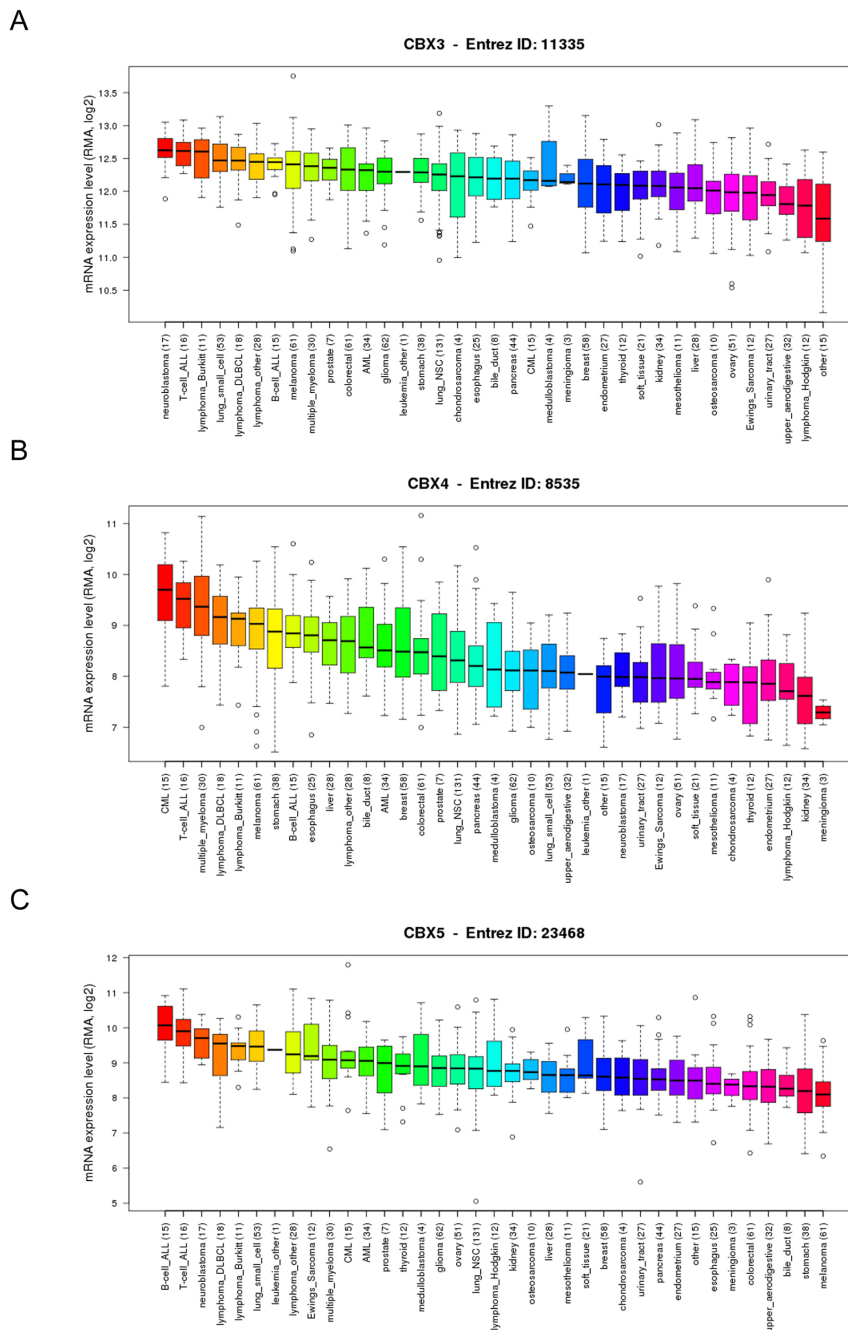 A
CBX3 - Entrez ID: 11335
mRNA expression level (RMA, log2)
13.5
13.0
12.5
12.0
11.5
11.0
10.5
neuroblastoma (17)
T-cell_ALL (16)
lymphoma_Burkitt (11)
lung_small_cell (53)
lymphoma_DLBCL (18)
lymphoma_other (28)
B-cell_ALL (15)
melanoma (61)
multiple_myeloma (30)
prostate (7)
colorectal (61)
AML (34)
glioma (62)
leukemia_other (1)
stomach (38)
lung_NSC (131)
chondrosarcoma (4)
esophagus (25)
bile_duct (8)
pancreas (44)
CML (15)
medulloblastoma (4)
meningioma (3)
breast (58)
endometrium (27)
thyroid (12)
soft_tissue (21)
kidney (34)
mesothelioma (11)
liver (28)
osteosarcoma (10)
ovary (51)
Ewings_Sarcoma (12)
urinary_tract (27)
upper_aerodigestive (32)
lymphoma_Hodgkin (12)
other (15)
B
CBX4 - Entrez ID: 8535
mRNA expression level (RMA, log2)
11
10
9
8
7
CML (15)
T-cell_ALL (16)
multiple_myeloma (30)
lymphoma_DLBCL (18)
lymphoma_Burkitt (11)
melanoma (61)
stomach (38)
B-cell_ALL (15)
esophagus (25)
liver (28)
lymphoma_other (28)
bile_duct (8)
AML (34)
breast (58)
colorectal (61)
prostate (7)
lung_NSC (131)
pancreas (44)
medulloblastoma (4)
glioma (62)
osteosarcoma (10)
lung_small_cell (53)
upper_aerodigestive (32)
leukemia_other (1)
other (15)
neuroblastoma (17)
urinary_tract (27)
Ewings_Sarcoma (12)
ovary (51)
soft_tissue (21)
mesothelioma (11)
chondrosarcoma (4)
thyroid (12)
endometrium (27)
lymphoma_Hodgkin (12)
kidney (34)
meningioma (3)
C
CBX5 - Entrez ID: 23468
mRNA expression level (RMA, log2)
12
11
10
9
8
7
6
5
B-cell_ALL (15)
T-cell_ALL (16)
neuroblastoma (17)
lymphoma_DLBCL (18)
lymphoma_Burkitt (11)
lung_small_cell (53)
leukemia_other (1)
lymphoma_other (28)
Ewings_Sarcoma (12)
multiple_myeloma (30)
CML (15)
AML (34)
prostate (7)
thyroid (12)
medulloblastoma (4)
glioma (62)
ovary (51)
lung_NSC (131)
lymphoma_Hodgkin (12)
kidney (34)
osteosarcoma (10)
liver (28)
mesothelioma (11)
soft_tissue (21)
breast (58)
chondrosarcoma (4)
urinary_tract (27)
pancreas (44)
endometrium (27)
other (15)
esophagus (25)
meningioma (3)
colorectal (61)
upper_aerodigestive (32)
bile_duct (8)
stomach (38)
melanoma (61)